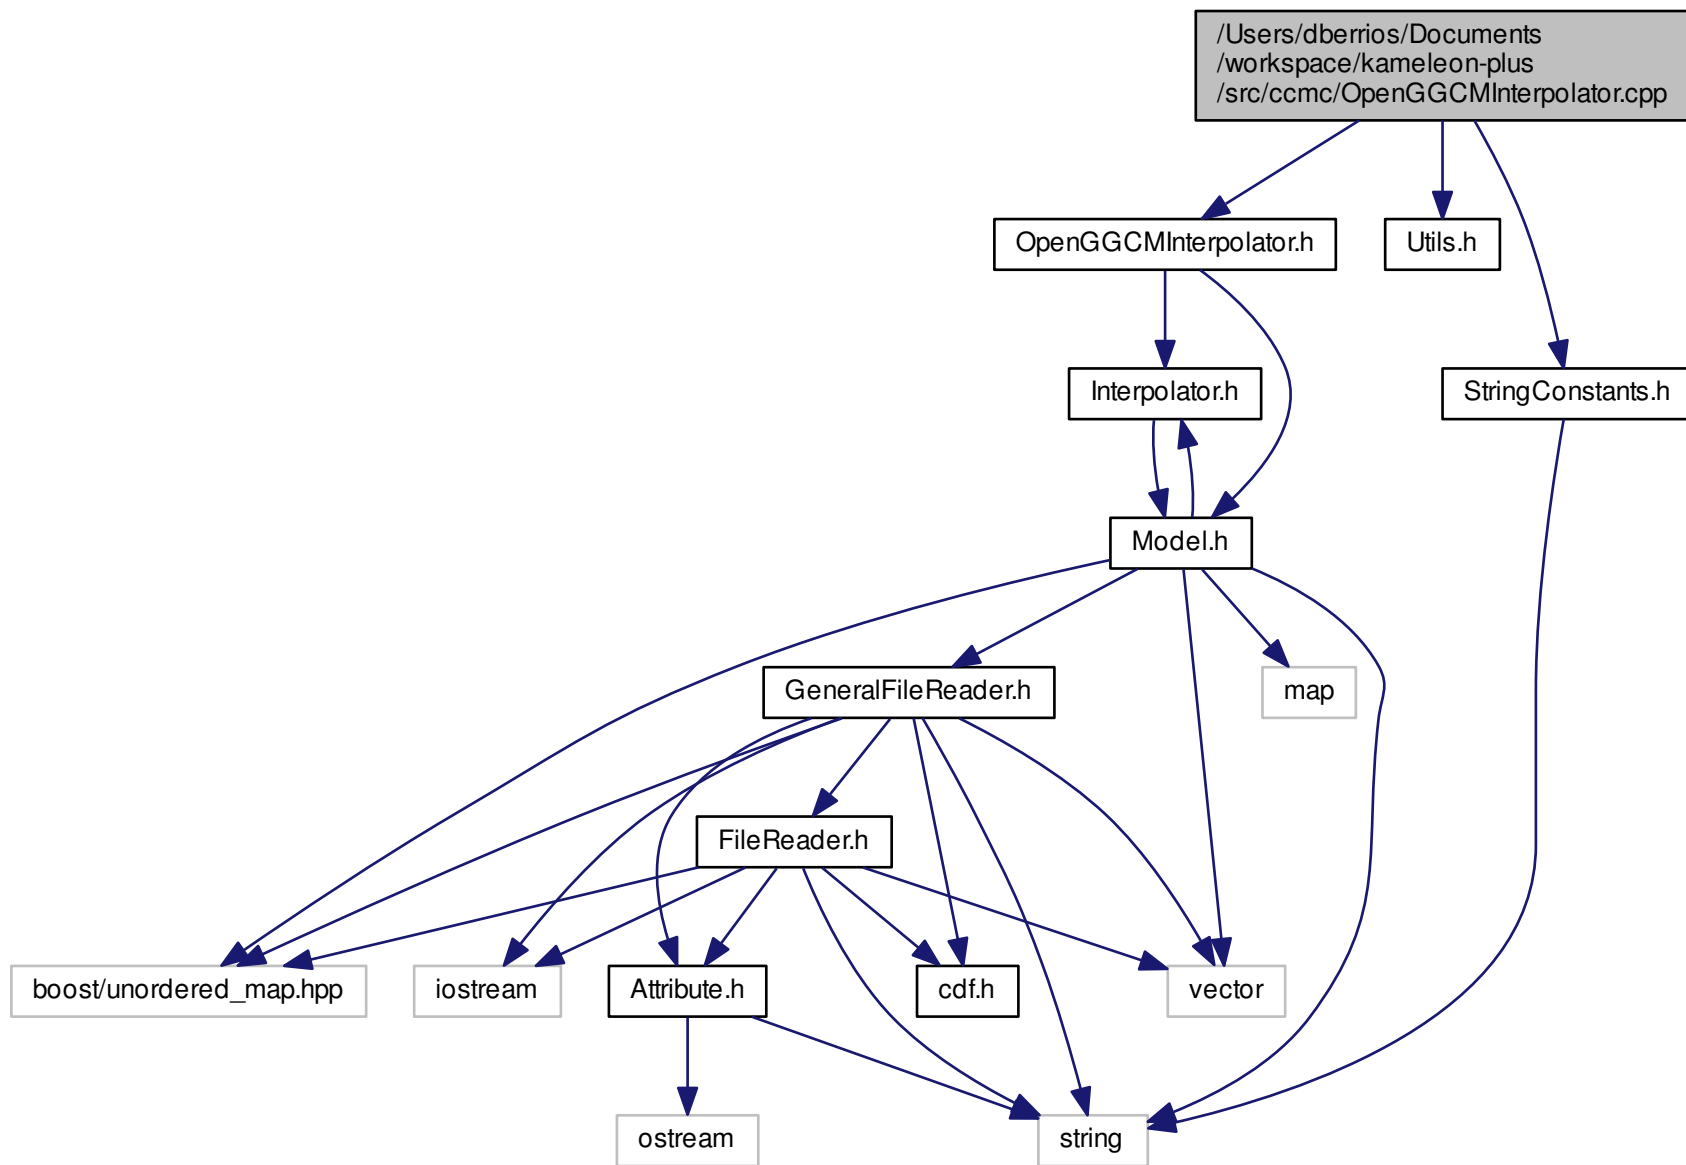 /Users/dberrios/Documents
/workspace/kameleon-plus
/src/ccmc/OpenGGCMInterpolator.cpp
OpenGGCMInterpolator.h
Utils.h
Interpolator.h
StringConstants.h
Model.h
GeneralFileReader.h
map
FileReader.h
boost/unordered_map.hpp
iostream
Attribute.h
cdf.h
vector
ostream
string